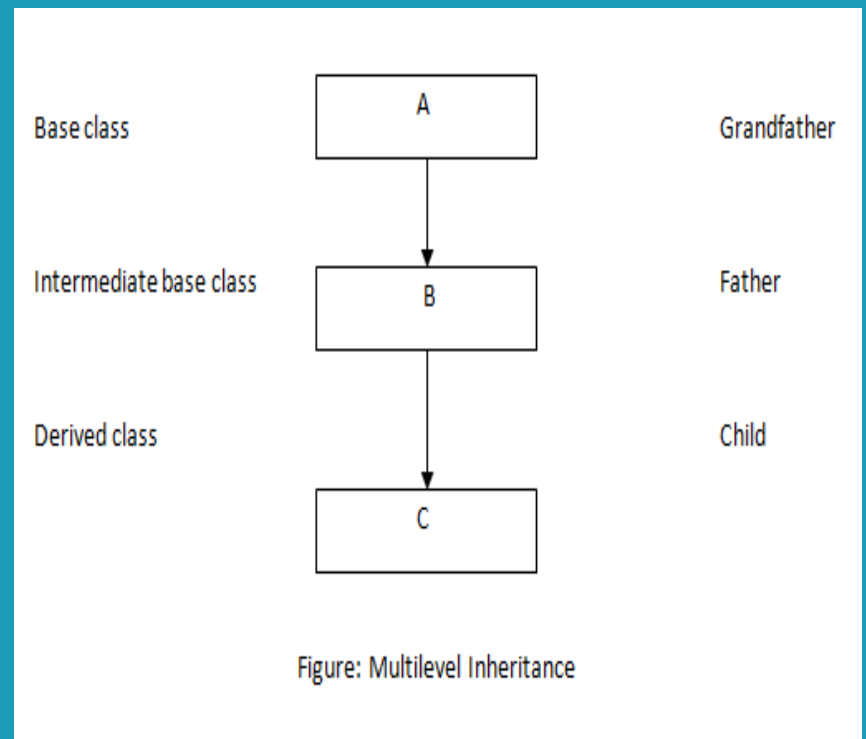 A
Base class
Grandfather
Intermediate base class
B
Father
Derived class
Child
C
Figure: Multilevel Inheritance